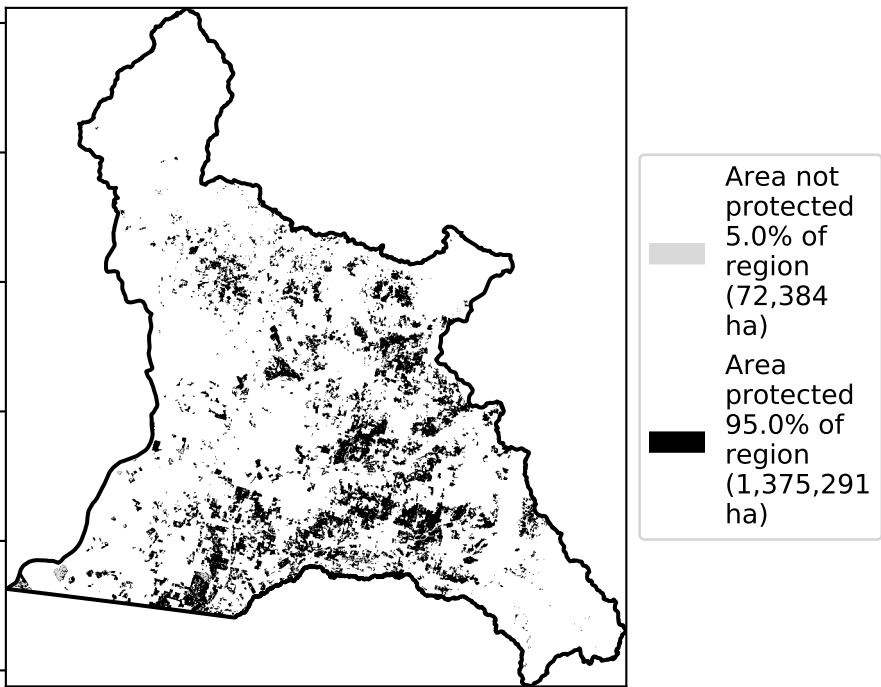 Area not
protected
5.0% of
region
(72,384
ha)
Area
protected
95.0% of
region
(1,375,291
ha)